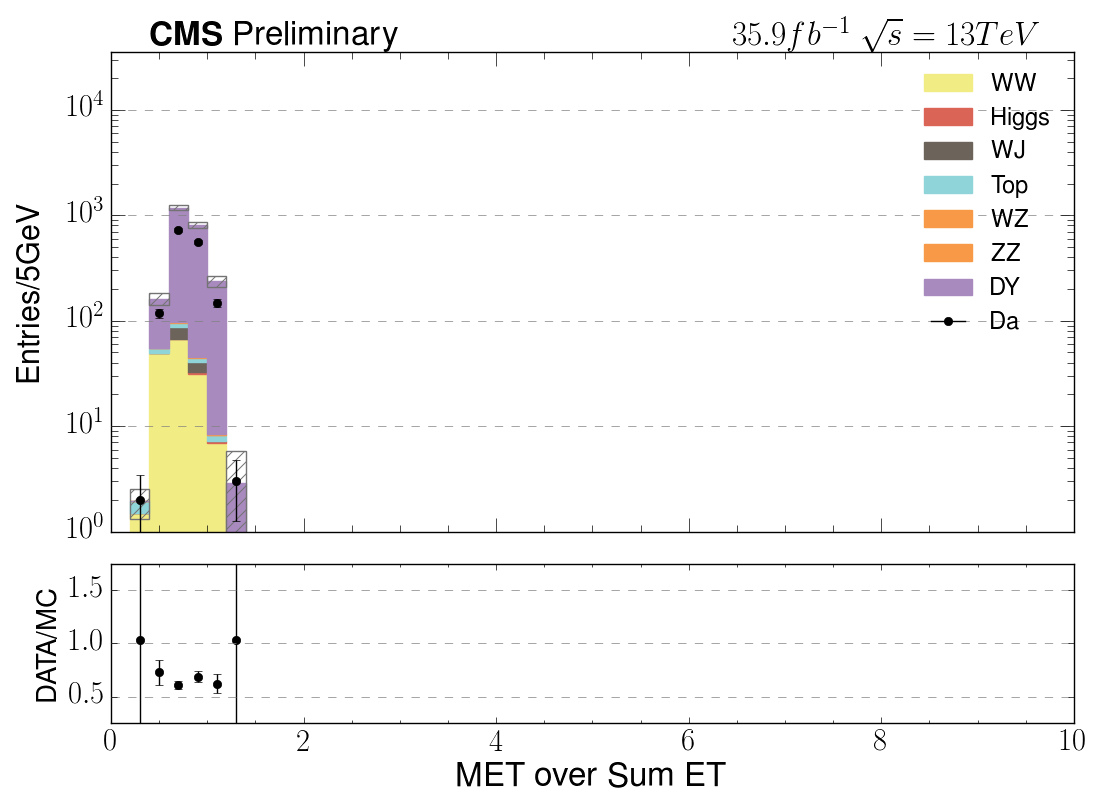 CMS Preliminary
35.9fb⁻¹ √s = 13TeV
Entries/5GeV
10⁴
10³
10²
10¹
10⁰
WW
Higgs
WJ
Top
WZ
ZZ
DY
Da
DATA/MC
1.5
1.0
0.5
0 2 4 6 8 10
MET over Sum ET